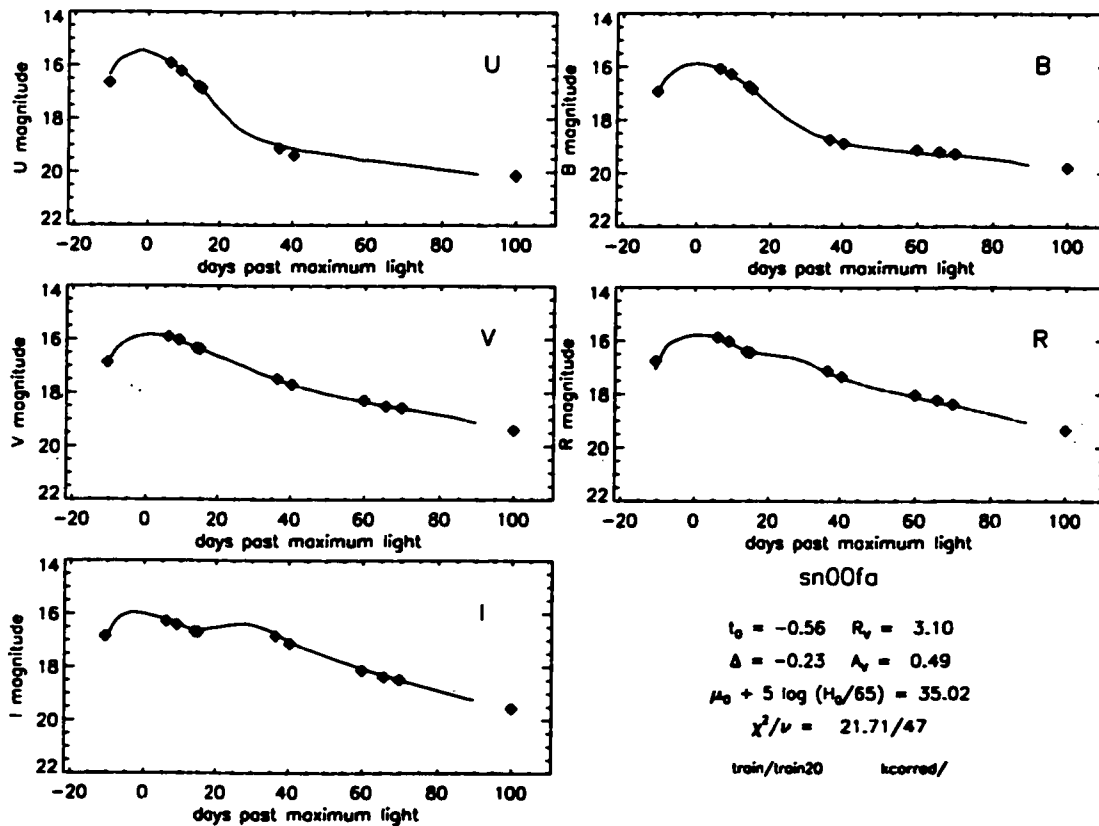 14
16
18
20
22
U magnitude
U
-20 0 20 40 60 80 100
days past maximum light
14
16
18
20
22
B magnitude
B
-20 0 20 40 60 80 100
days past maximum light
14
16
18
20
22
V magnitude
V
-20 0 20 40 60 80 100
days past maximum light
14
16
18
20
22
R magnitude
R
-20 0 20 40 60 80 100
days past maximum light
14
16
18
20
22
I magnitude
I
-20 0 20 40 60 80 100
days past maximum light
sn00fa
t₀ = -0.56 Rᵥ = 3.10
Δ = -0.23 Aᵥ = 0.49
μ₀ + 5 log (H₀/65) = 35.02
χ²/ν = 21.71/47
train/train20 kcorred/